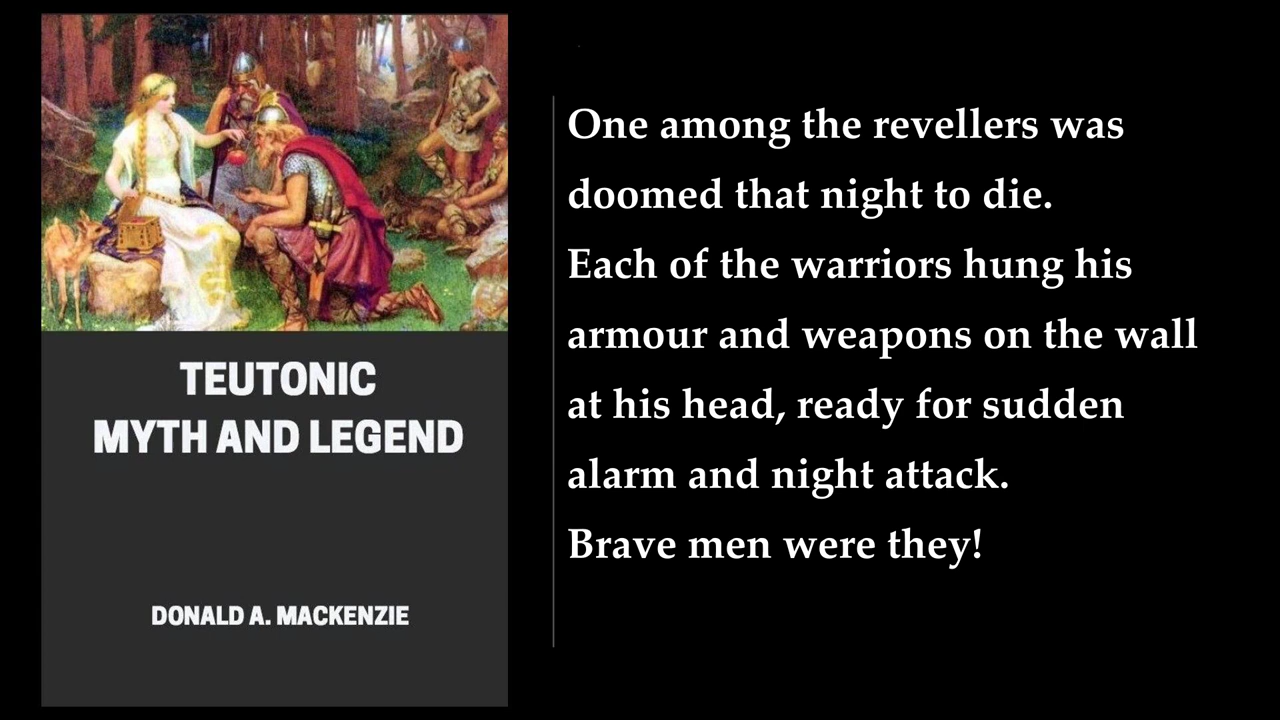 TEUTONIC
MYTH AND LEGEND
DONALD A. MACKENZIE
One among the revellers was
doomed that night to die.
Each of the warriors hung his
armour and weapons on the wall
at his head, ready for sudden
alarm and night attack.
Brave men were they!